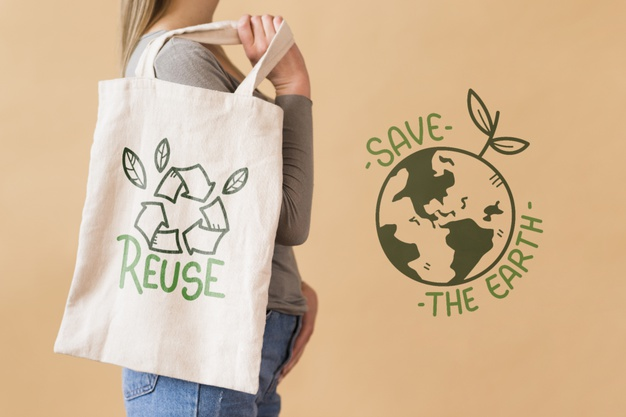 REUSE
-SAVE-
-THE EARTH-